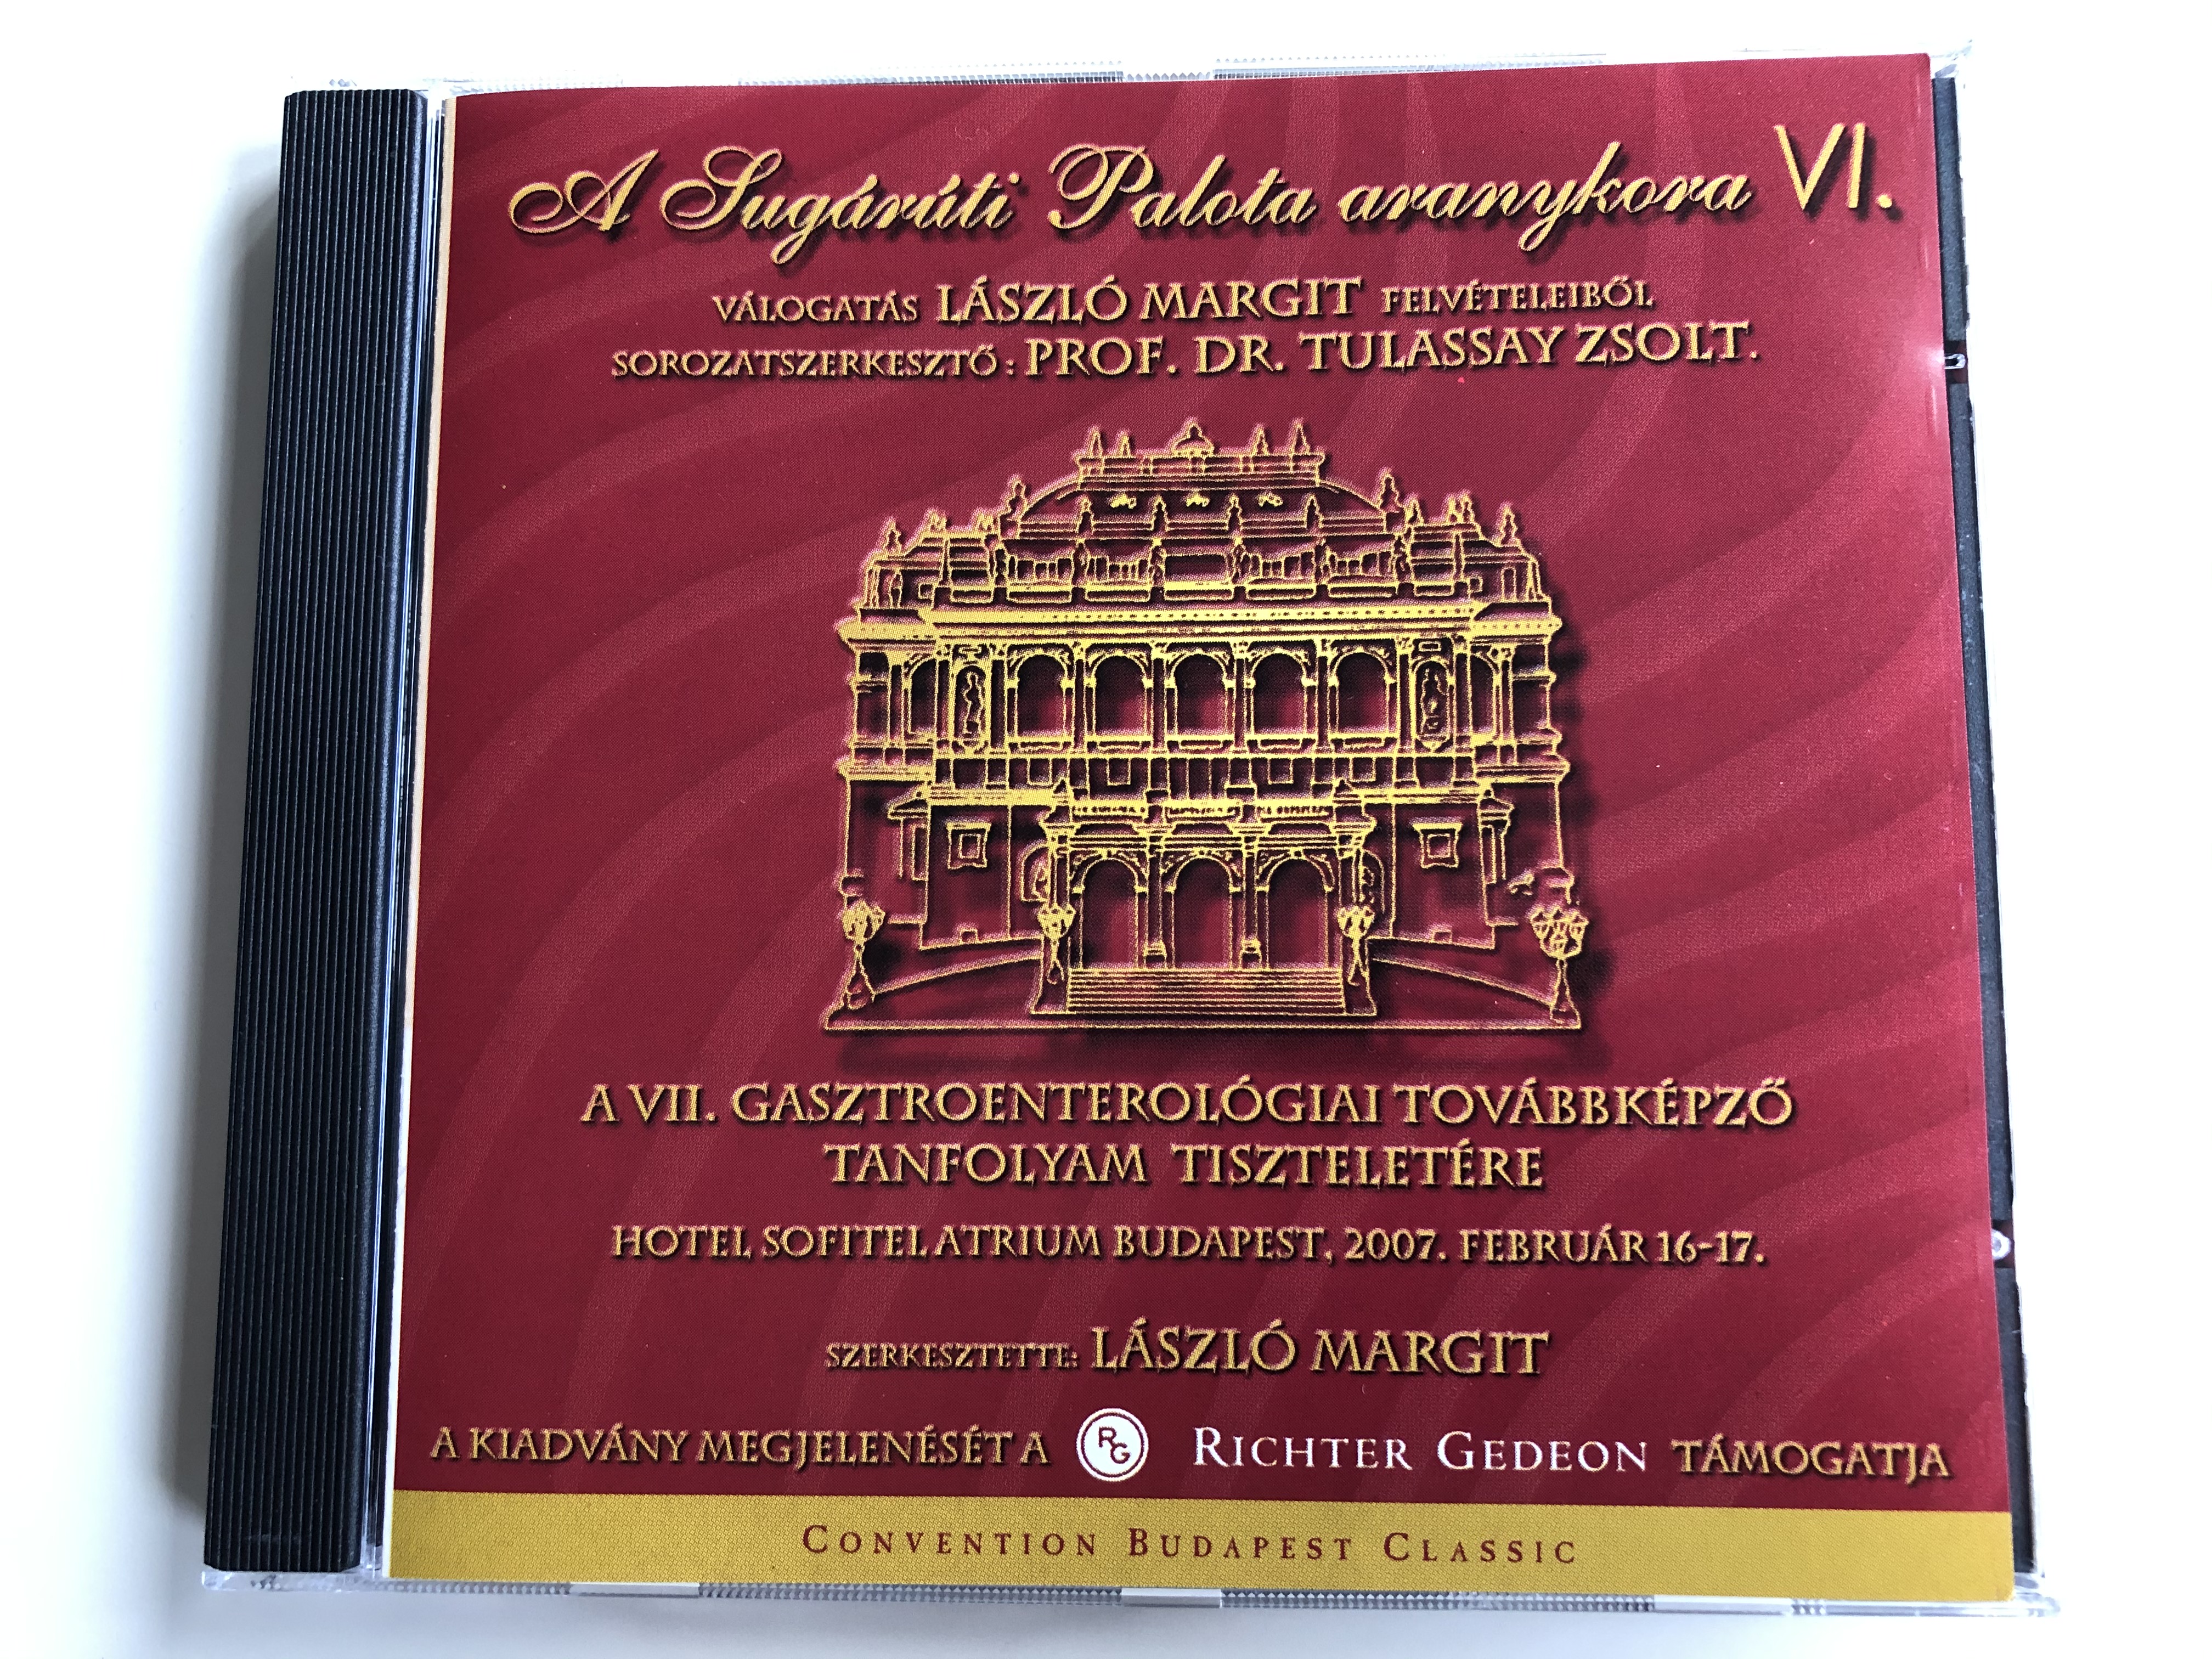 A Sugárúti Palota aranykora VI.
VÁLOGATÁS LÁSZLÓ MARGIT FELVÉTELEIBŐL
SOROZATSZERKESZTŐ: PROF. DR. TULASSAY ZSOLT.
A VII. GASZTROENTEROLÓGIAI TOVÁBBKÉPZŐ
TANFOLYAM TISZTELETÉRE
HOTEL SOFITEL ATRIUM BUDAPEST, 2007. FEBRUÁR 16-17.
SZERKESZTETTE: LÁSZLÓ MARGIT
A KIADVÁNY MEGJELENÉSÉT A RG RICHTER GEDEON TÁMOGATJA
CONVENTION BUDAPEST CLASSIC